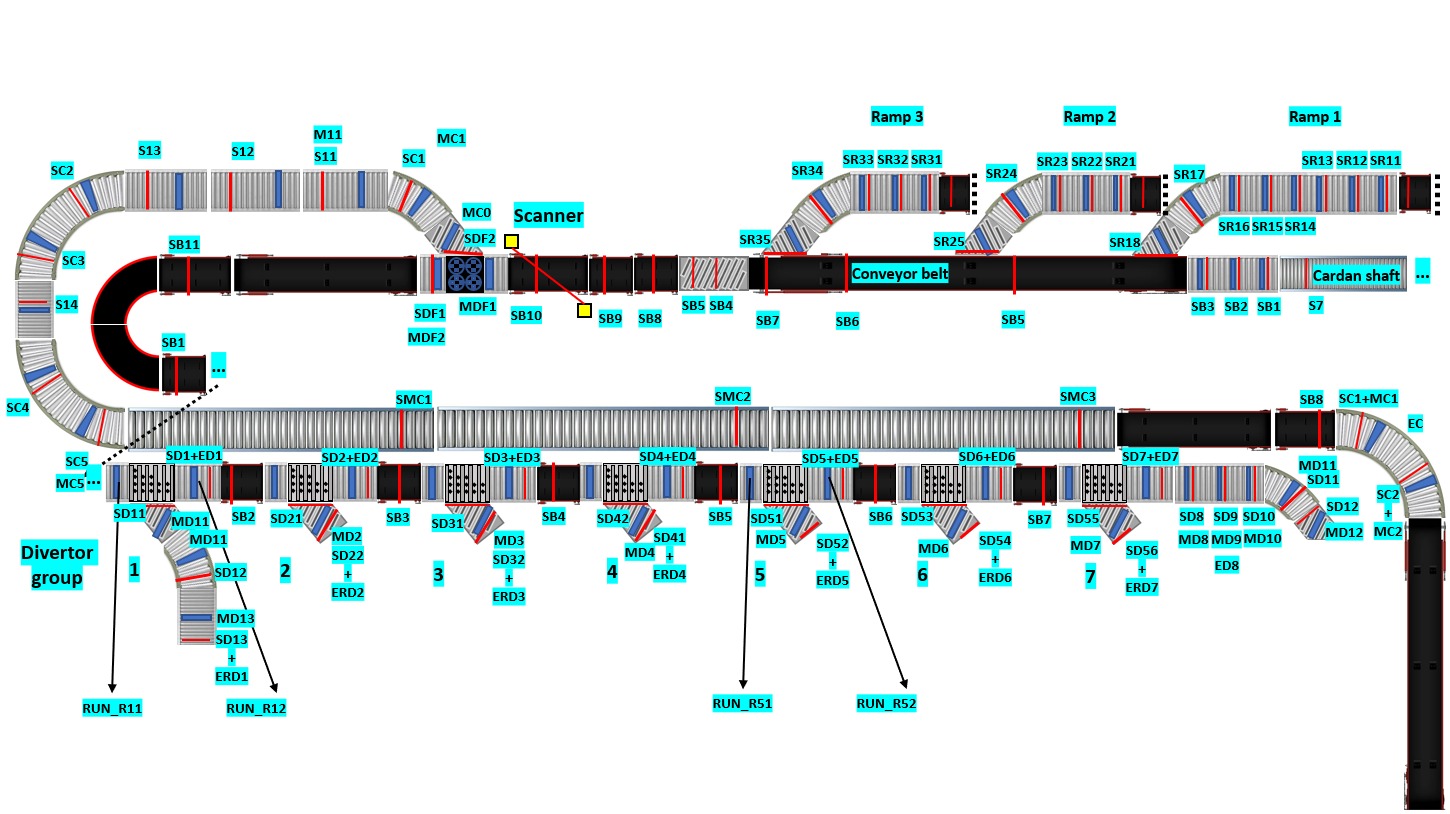 Ramp 3
Ramp 2
Ramp 1
M11
MC1
S13
S12
S11
SC1
SR33
SR32
SR31
SR23
SR22
SR21
SR13
SR12
SR11
SC2
SR34
SR24
SR17
MC0
Scanner
SR16
SR15
SR14
SB11
SDF2
SR35
SR25
SR18
SC3
Conveyor belt
Cardan shaft
...
S14
SDF1
MDF1
SB10
SB9
SB8
SB5
SB4
SB7
SB6
SB5
SB3
SB2
SB1
S7
MDF2
SB1
...
SC4
SMC1
SMC2
SMC3
SB8
SC1+MC1
EC
SC5
SD1+ED1
SD2+ED2
SD3+ED3
SD4+ED4
SD5+ED5
SD6+ED6
SD7+ED7
MD11
SD11
MC5
...
SD11
MD11
MD11
SB2
SD21
SB3
SD31
SB4
SD42
SB5
SD51
SB6
SD53
SB7
SD55
SD8
SD9
SD10
SD12
MD12
SC2
+
MC2
MD2
SD22
+
ERD2
MD3
SD32
+
ERD3
MD4
SD41
+
ERD4
MD5
SD52
+
ERD5
MD6
SD54
+
ERD6
MD7
SD56
+
ERD7
MD8
MD9
MD10
ED8
Divertor
group
1
2
3
4
5
6
7
SD12
MD13
SD13
+
ERD1
RUN_R11
RUN_R12
RUN_R51
RUN_R52